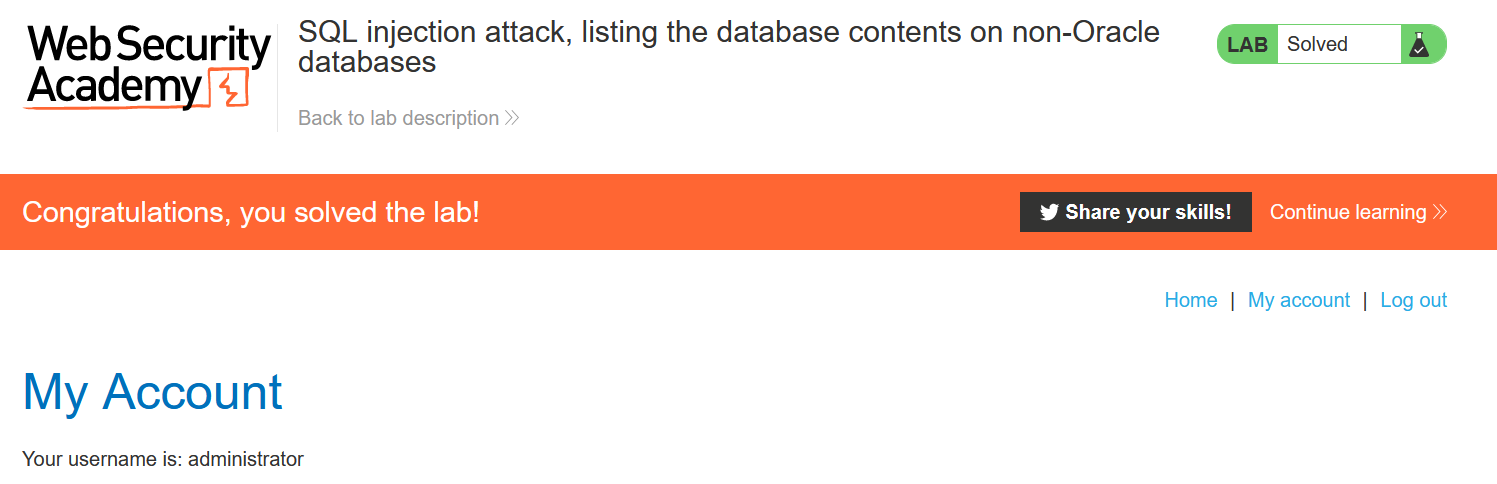 Web Security
Academy
SQL injection attack, listing the database contents on non-Oracle
databases
Back to lab description
LAB Solved
Congratulations, you solved the lab!
Share your skills! Continue learning
Home | My account | Log out
My Account
Your username is: administrator